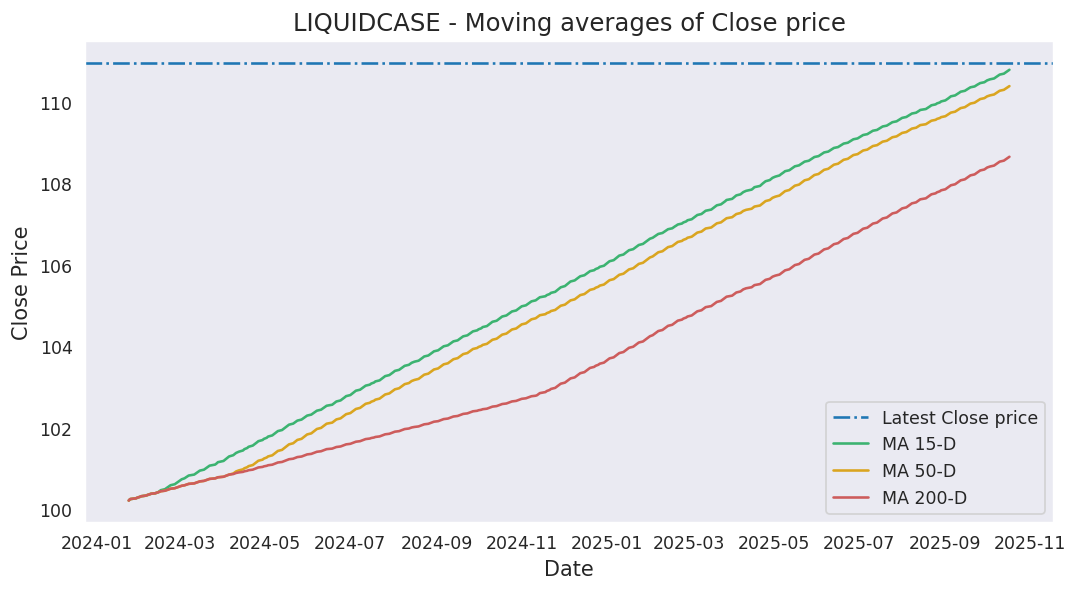 LIQUIDCASE - Moving averages of Close price
Close Price
110
108
106
104
102
100
Latest Close price
MA 15-D
MA 50-D
MA 200-D
2024-01 2024-03 2024-05 2024-07 2024-09 2024-11 2025-01 2025-03 2025-05 2025-07 2025-09 2025-11
Date